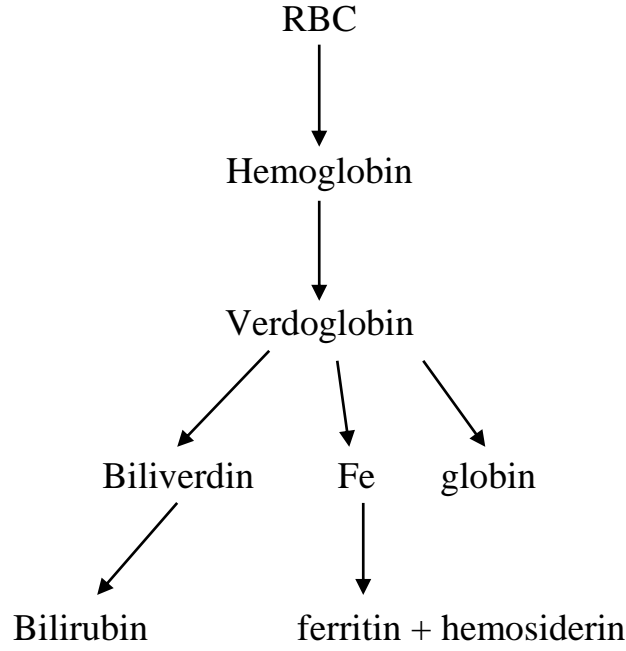 RBC
Hemoglobin
Verdoglobin
Biliverdin Fe globin
Bilirubin ferritin + hemosiderin